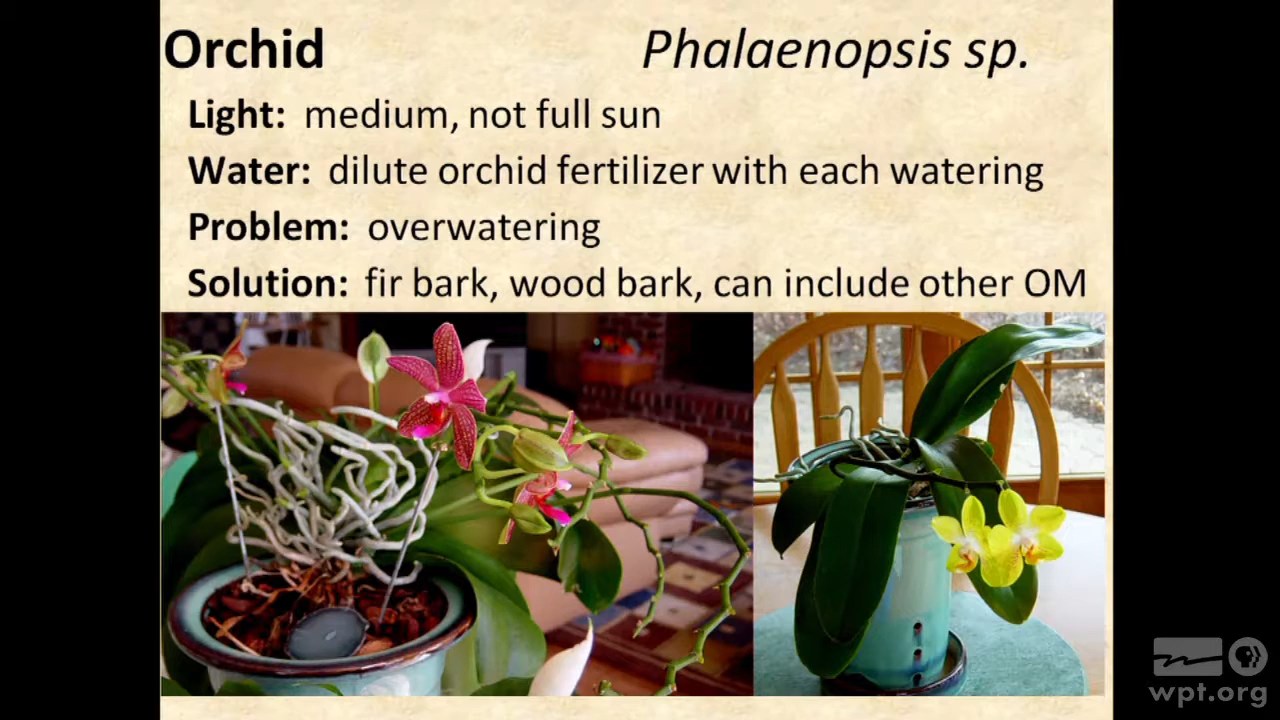 Orchid Phalaenopsis sp.
Light: medium, not full sun
Water: dilute orchid fertilizer with each watering
Problem: overwatering
Solution: fir bark, wood bark, can include other OM
wpt.org